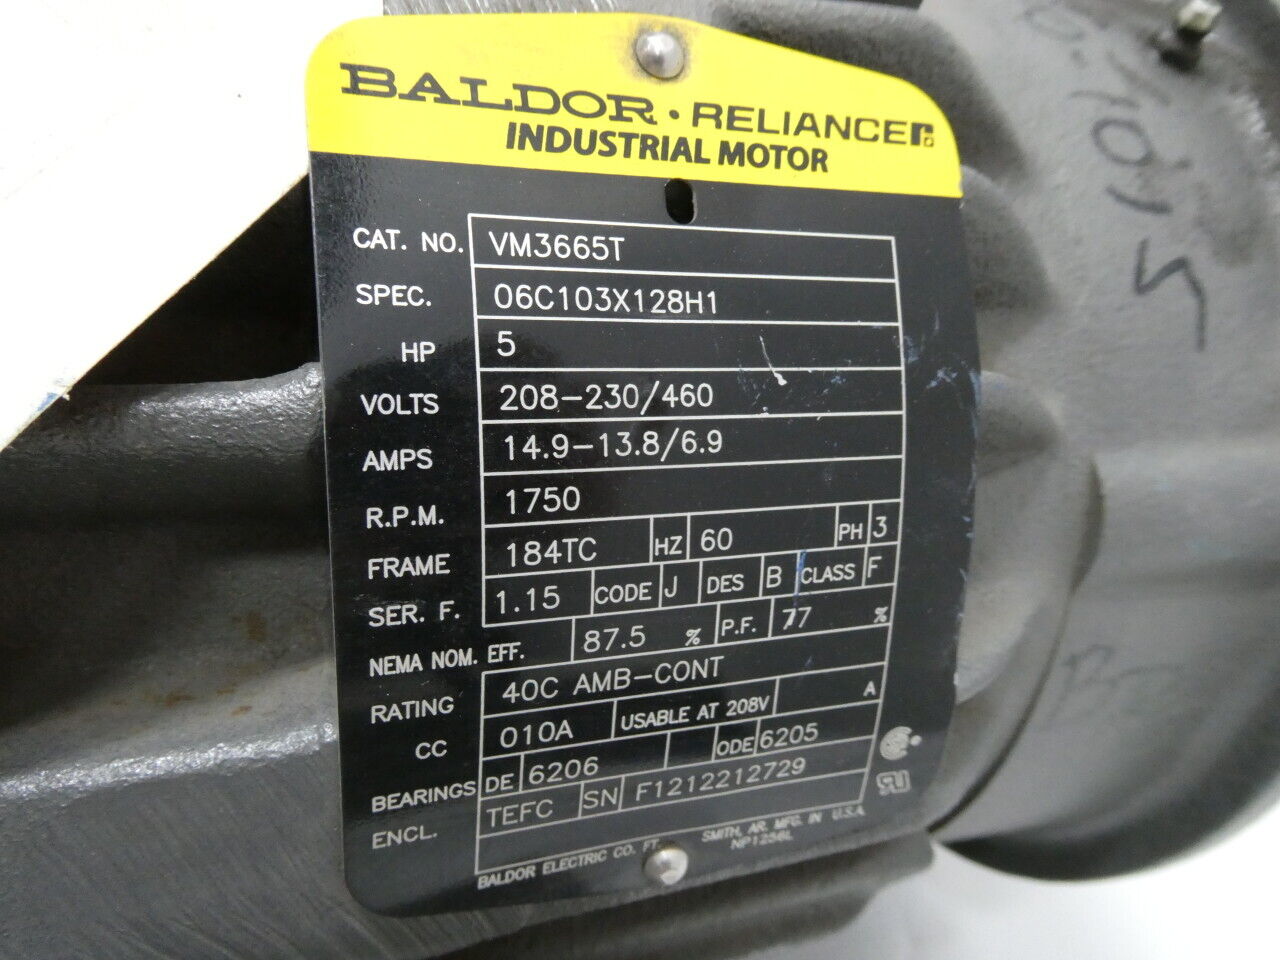 BALDOR • RELIANCE
INDUSTRIAL MOTOR
CAT. NO. VM3665T
SPEC. 06C103X128H1
HP 5
VOLTS 208-230/460
AMPS 14.9-13.8/6.9
R.P.M. 1750
FRAME 184TC HZ 60 PH 3
SER. F. 1.15 CODE J DES B CLASS F
NEMA NOM. EFF. 87.5 % P.F. 77 %
RATING 40C AMB-CONT
CC 010A USABLE AT 208V A
BEARINGS DE 6206 ODE 6205
ENCL. TEFC SN F1212212729
BALDOR ELECTRIC CO. FT. SMITH, AR. MFG. IN U.S.A.
NP1256L